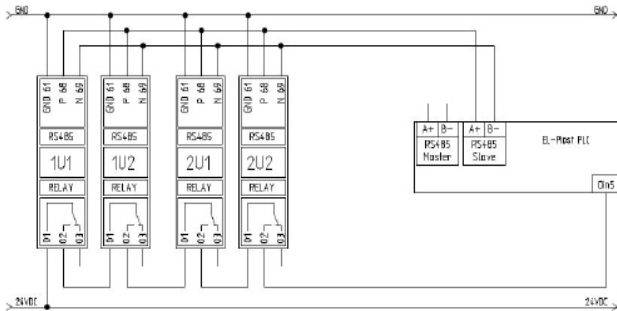 GND GND
GND 61 P 68 N 69 GND 61 P 68 N 69 GND 61 P 68 N 69 GND 61 P 68 N 69
A+ B- A+ B- EL-Piast PLC
RS485 RS485 RS485 RS485 RS485 RS485
Master Slave
1U1 1U2 2U1 2U2
RELAY RELAY RELAY RELAY
Din5
01 02 03 01 02 03 01 02 03 01 02 03
24VDC 24VDC